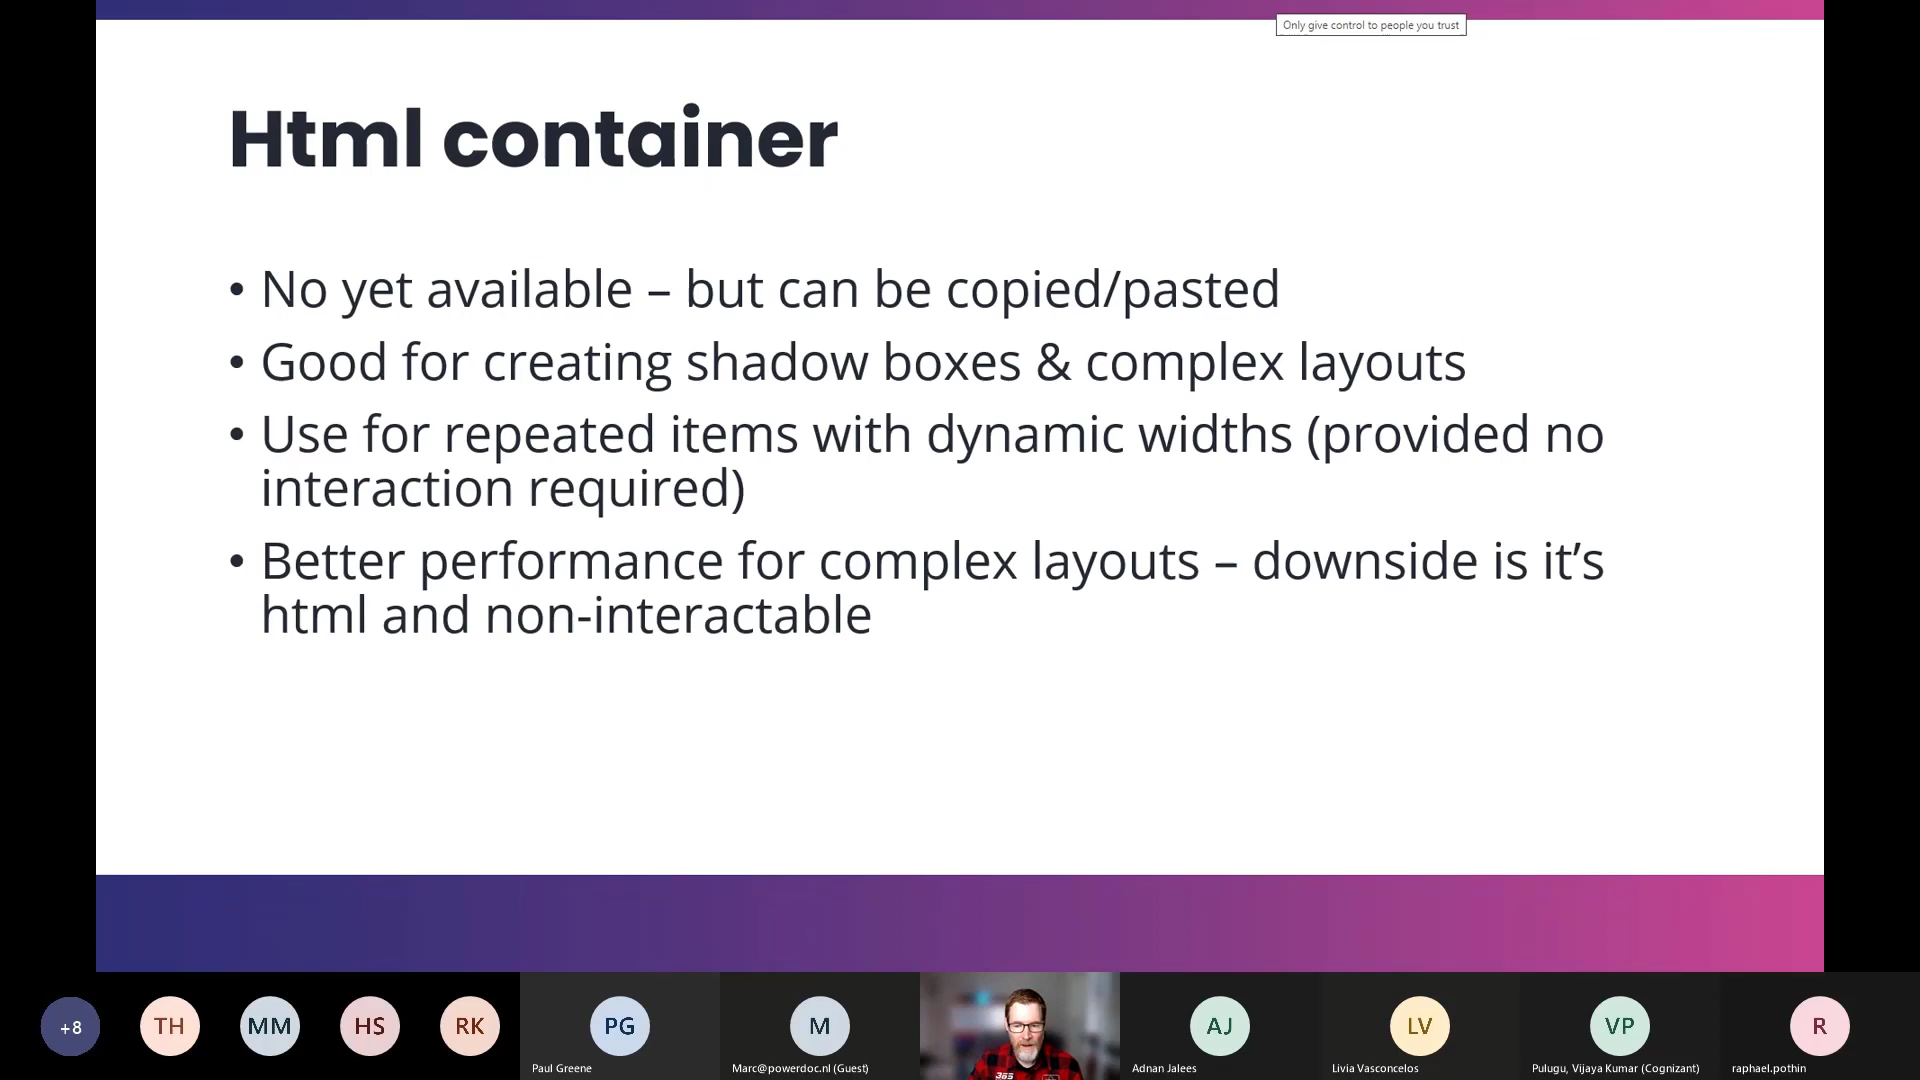 Only give control to people you trust
Html container
• No yet available – but can be copied/pasted
• Good for creating shadow boxes & complex layouts
• Use for repeated items with dynamic widths (provided no
interaction required)
• Better performance for complex layouts – downside is it’s
html and non-interactable
+8
TH
MM
HS
RK
PG
M
AJ
LV
VP
R
365
Paul Greene
Marc@powerdoc.nl (Guest)
Adnan Jalees
Livia Vasconcelos
Pulugu, Vijaya Kumar (Cognizant)
raphael.pothin